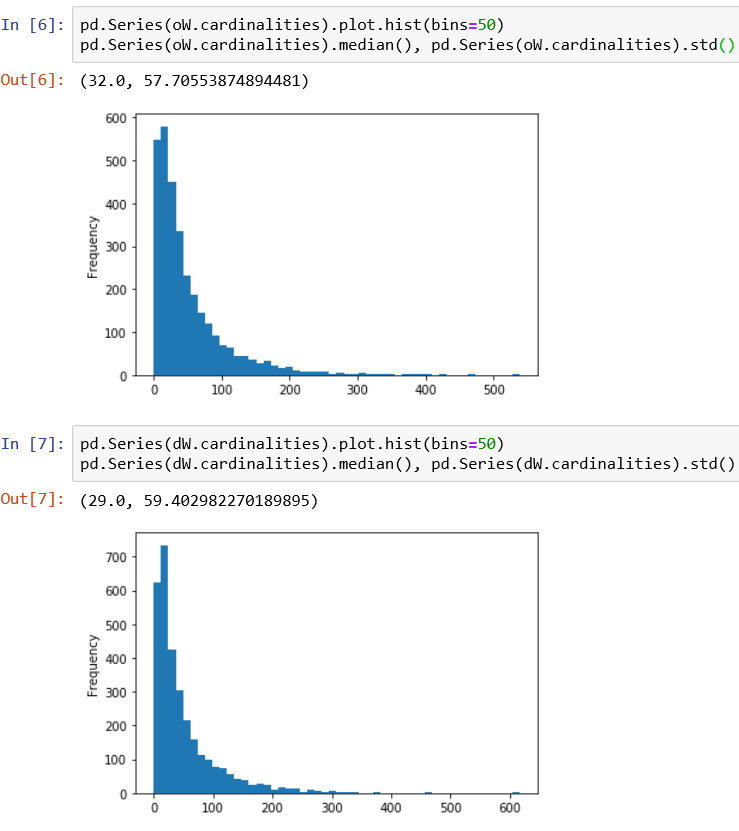 In [6]: pd.Series(oW.cardinalities).plot.hist(bins=50)
pd.Series(oW.cardinalities).median(), pd.Series(oW.cardinalities).std()
Out[6]: (32.0, 57.70553874894481)
600
500
400
300
200
100
0
Frequency
0 100 200 300 400 500
In [7]: pd.Series(dW.cardinalities).plot.hist(bins=50)
pd.Series(dW.cardinalities).median(), pd.Series(dW.cardinalities).std()
Out[7]: (29.0, 59.402982270189895)
700
600
500
400
300
200
100
0
Frequency
0 100 200 300 400 500 600